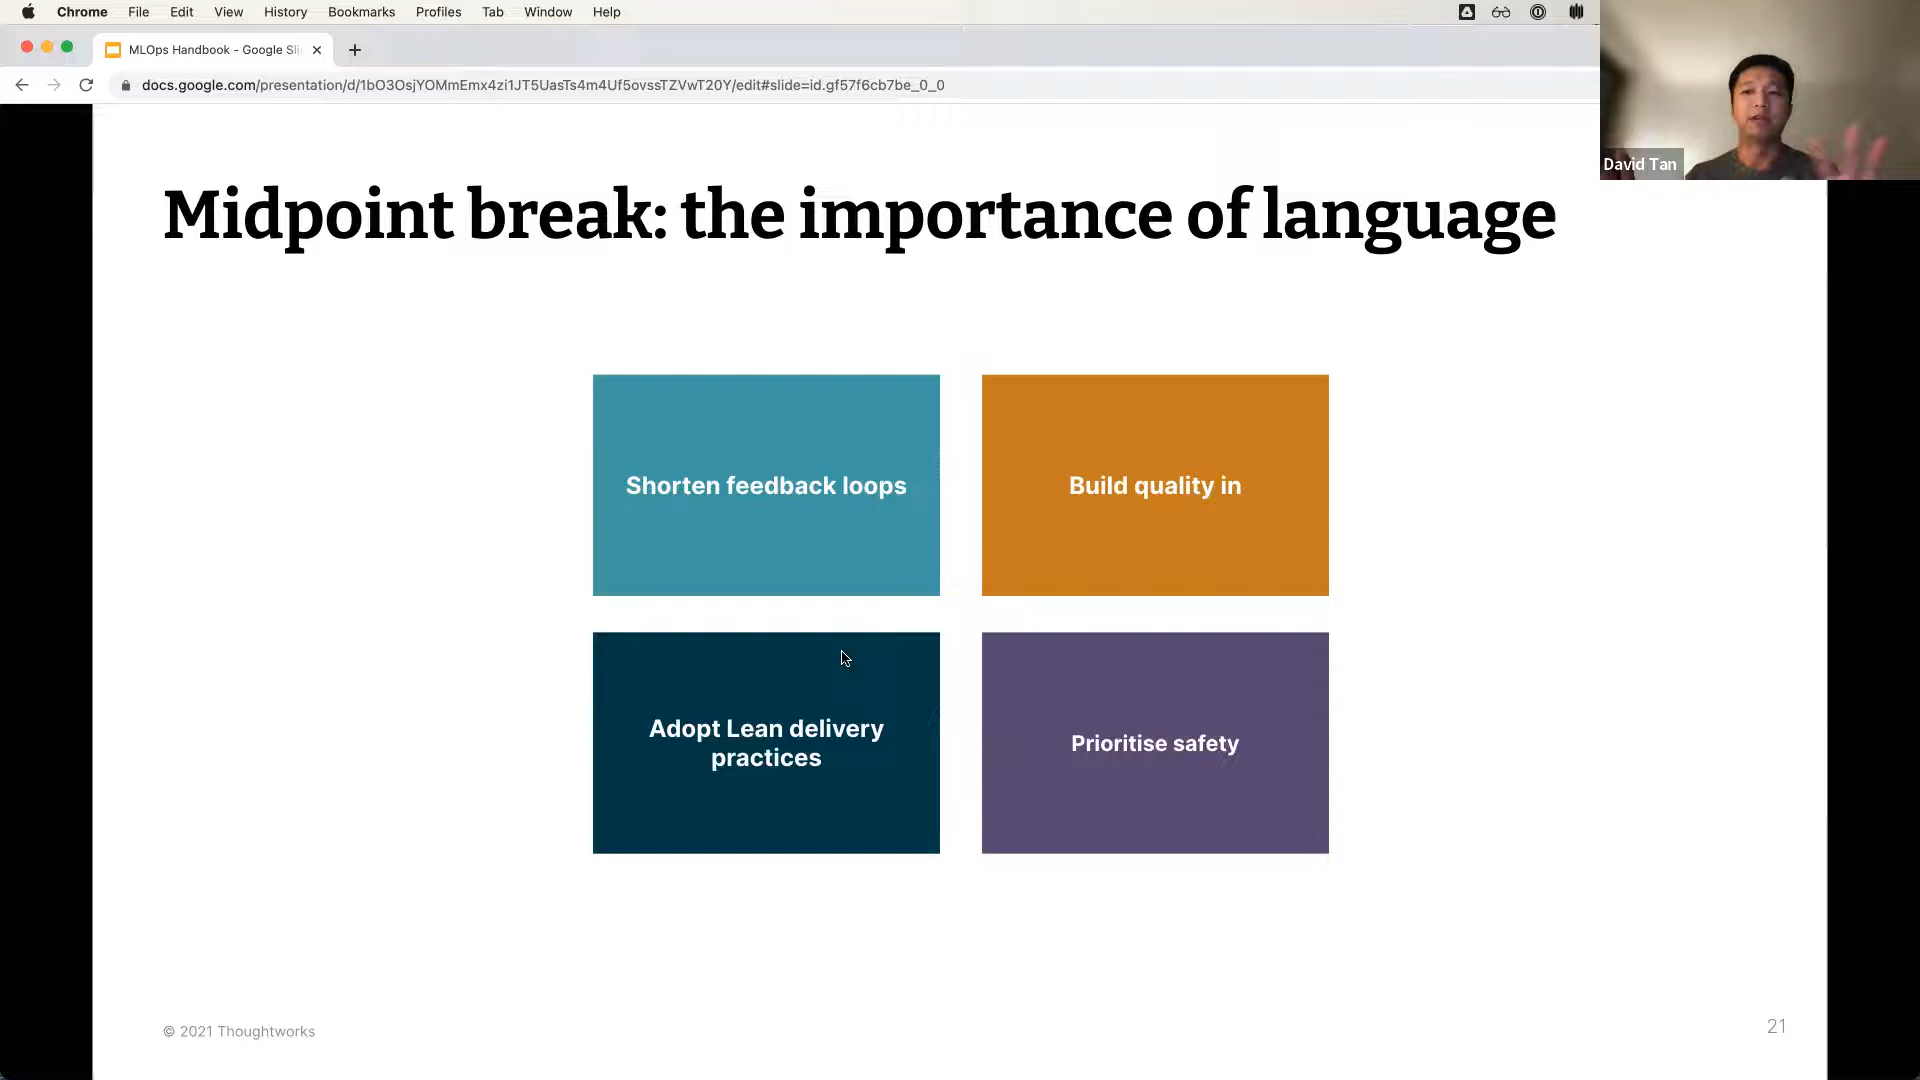 Chrome File Edit View History Bookmarks Profiles Tab Window Help
MLOps Handbook - Google Sli
docs.google.com/presentation/d/1bO3OsjYOMmEmx4zi1JT5UasTs4m4Uf5ovssTZVwT20Y/edit#slide=id.gf57f6cb7be_0_0
David Tan
Midpoint break: the importance of language
Shorten feedback loops
Build quality in
Adopt Lean delivery
practices
Prioritise safety
© 2021 Thoughtworks
21